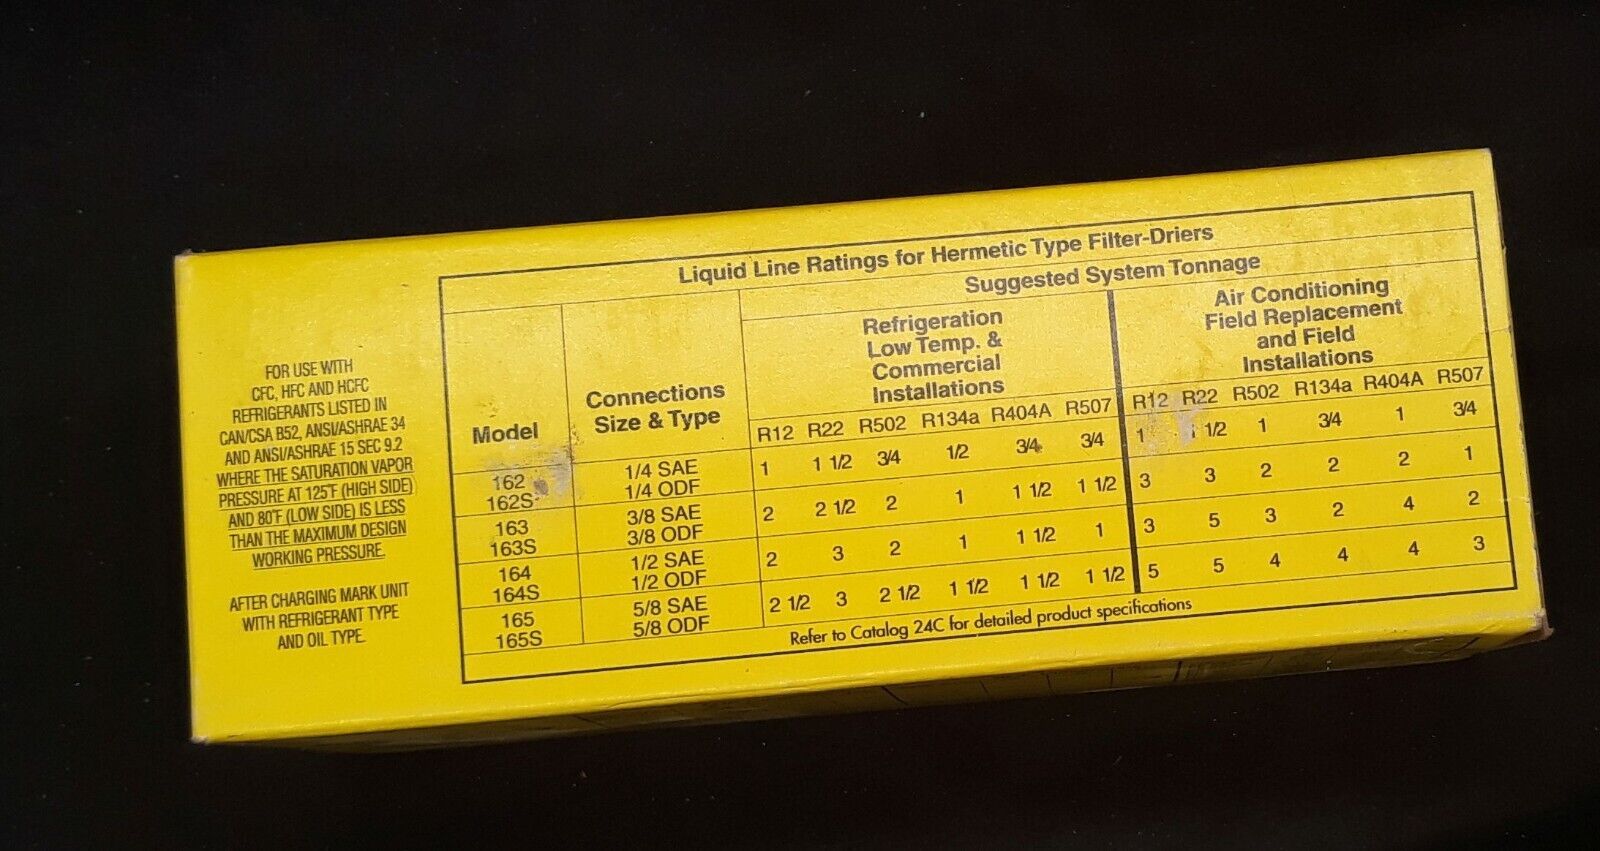 FOR USE WITH
CFC, HFC AND HCFC
REFRIGERANTS LISTED IN
CAN/CSA B52, ANSI/ASHRAE 34
AND ANSI/ASHRAE 15 SEC 9.2
WHERE THE SATURATION VAPOR
PRESSURE AT 125°F (HIGH SIDE)
AND 80°F (LOW SIDE) IS LESS
THAN THE MAXIMUM DESIGN
WORKING PRESSURE.
AFTER CHARGING MARK UNIT
WITH REFRIGERANT TYPE
AND OIL TYPE.
Liquid Line Ratings for Hermetic Type Filter-Driers
Suggested System Tonnage
Model
Connections
Size & Type
Refrigeration
Low Temp. &
Commercial
Installations
Air Conditioning
Field Replacement
and Field
Installations
R12 R22 R502 R134a R404A R507 R12 R22 R502 R134a R404A R507
162 1/4 SAE
162S 1/4 ODF
1 1 1/2 3/4 1/2 3/4 3/4 1 1 1/2 1 3/4 1 3/4
163 3/8 SAE
163S 3/8 ODF
2 2 1/2 2 1 1 1/2 1 1/2 3 3 2 2 2 1
164 1/2 SAE
164S 1/2 ODF
2 3 2 1 1 1/2 1 3 5 3 2 4 2
165 5/8 SAE
165S 5/8 ODF
2 1/2 3 2 1/2 1 1/2 1 1/2 1 1/2 5 5 4 4 4 3
Refer to Catalog 24C for detailed product specifications